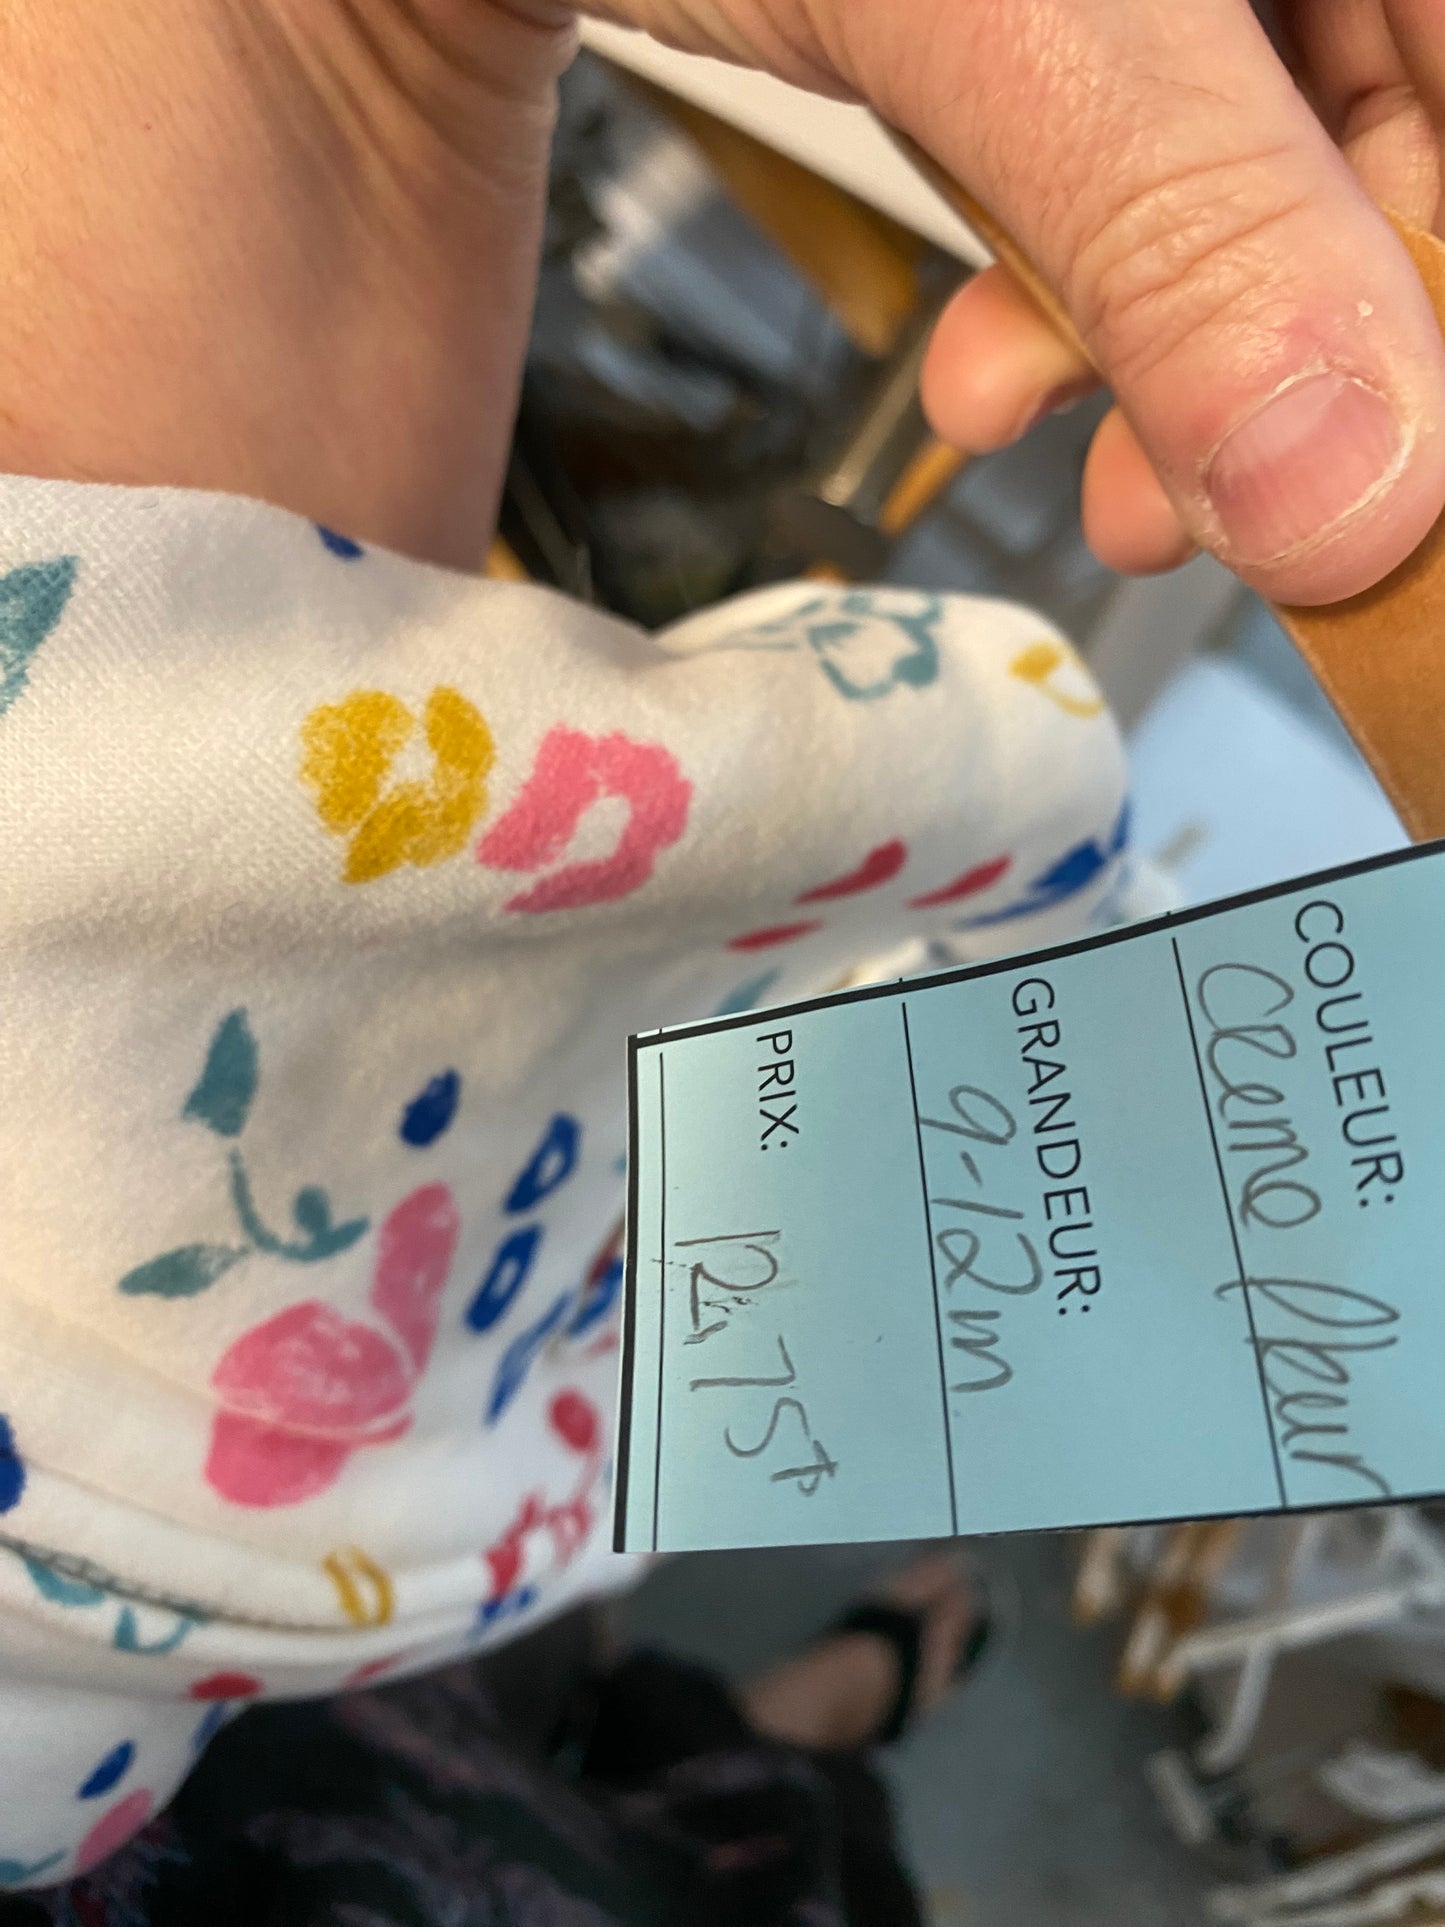 COULEUR:
Creme fleur
GRANDEUR:
9-12m
PRIX:
12,75$